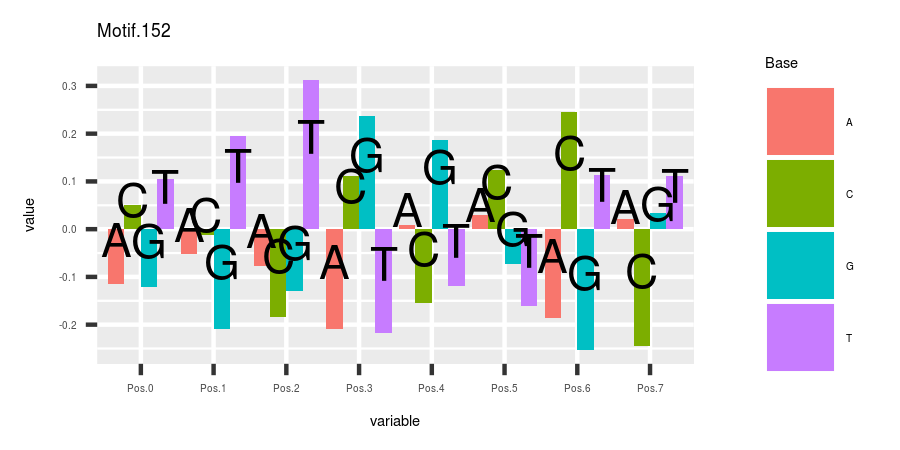 Motif.152
Base
0.3
0.2
0.1
0.0
-0.1
-0.2
value
A C G T A C G T A C G T A C G T A C G T A C G T A C G T A C G T
Pos.0 Pos.1 Pos.2 Pos.3 Pos.4 Pos.5 Pos.6 Pos.7
variable
A
C
G
T